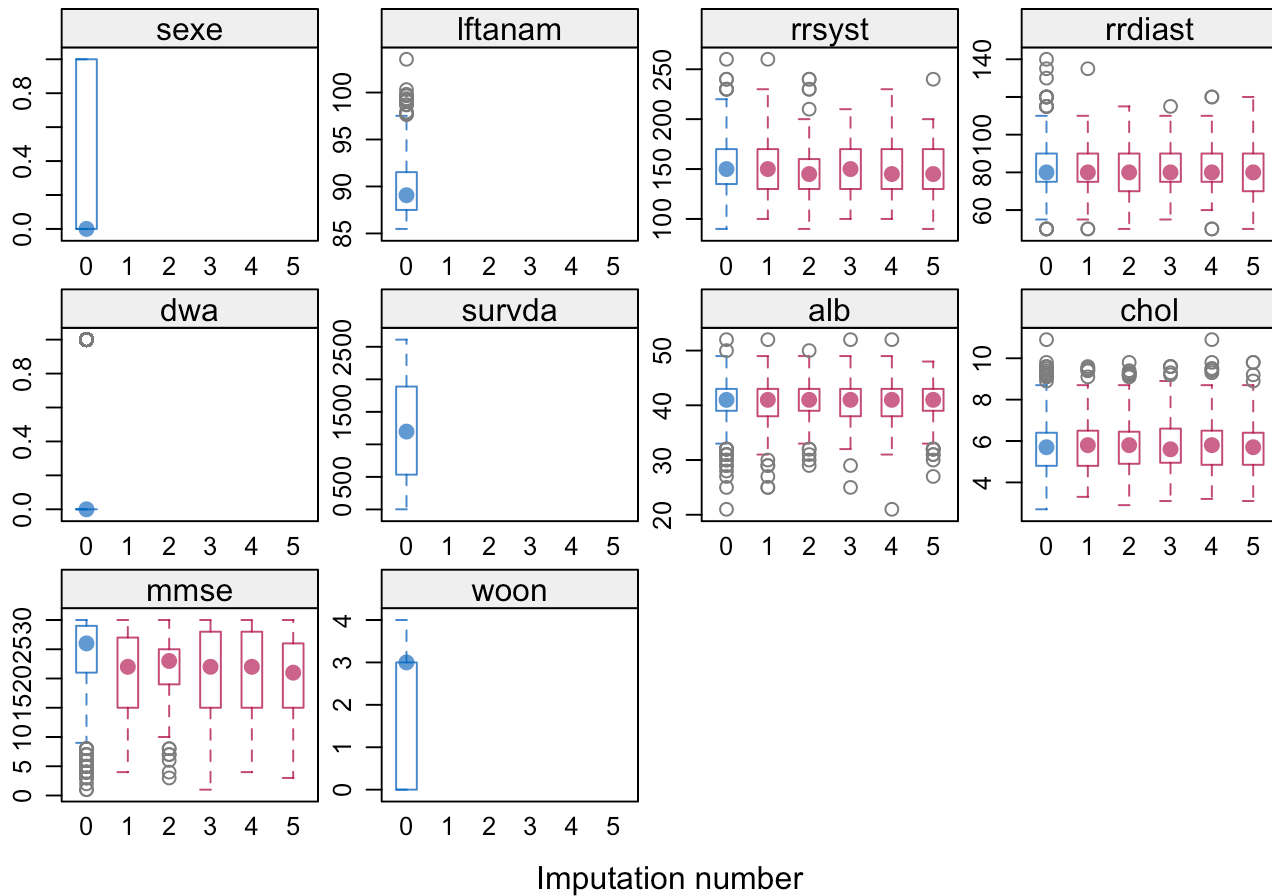 sexe lftanam rrsyst rrdiast
0.0 0.4 0.8
85 90 95 100
100 150 200 250
60 80 100 140
0 1 2 3 4 5 0 1 2 3 4 5 0 1 2 3 4 5 0 1 2 3 4 5
dwa survda alb chol
0.0 0.4 0.8
0 500 1500 2500
20 30 40 50
4 6 8 10
0 1 2 3 4 5 0 1 2 3 4 5 0 1 2 3 4 5 0 1 2 3 4 5
mmse woon
0 5 10 15 20 25 30
0 1 2 3 4
0 1 2 3 4 5 0 1 2 3 4 5
Imputation number